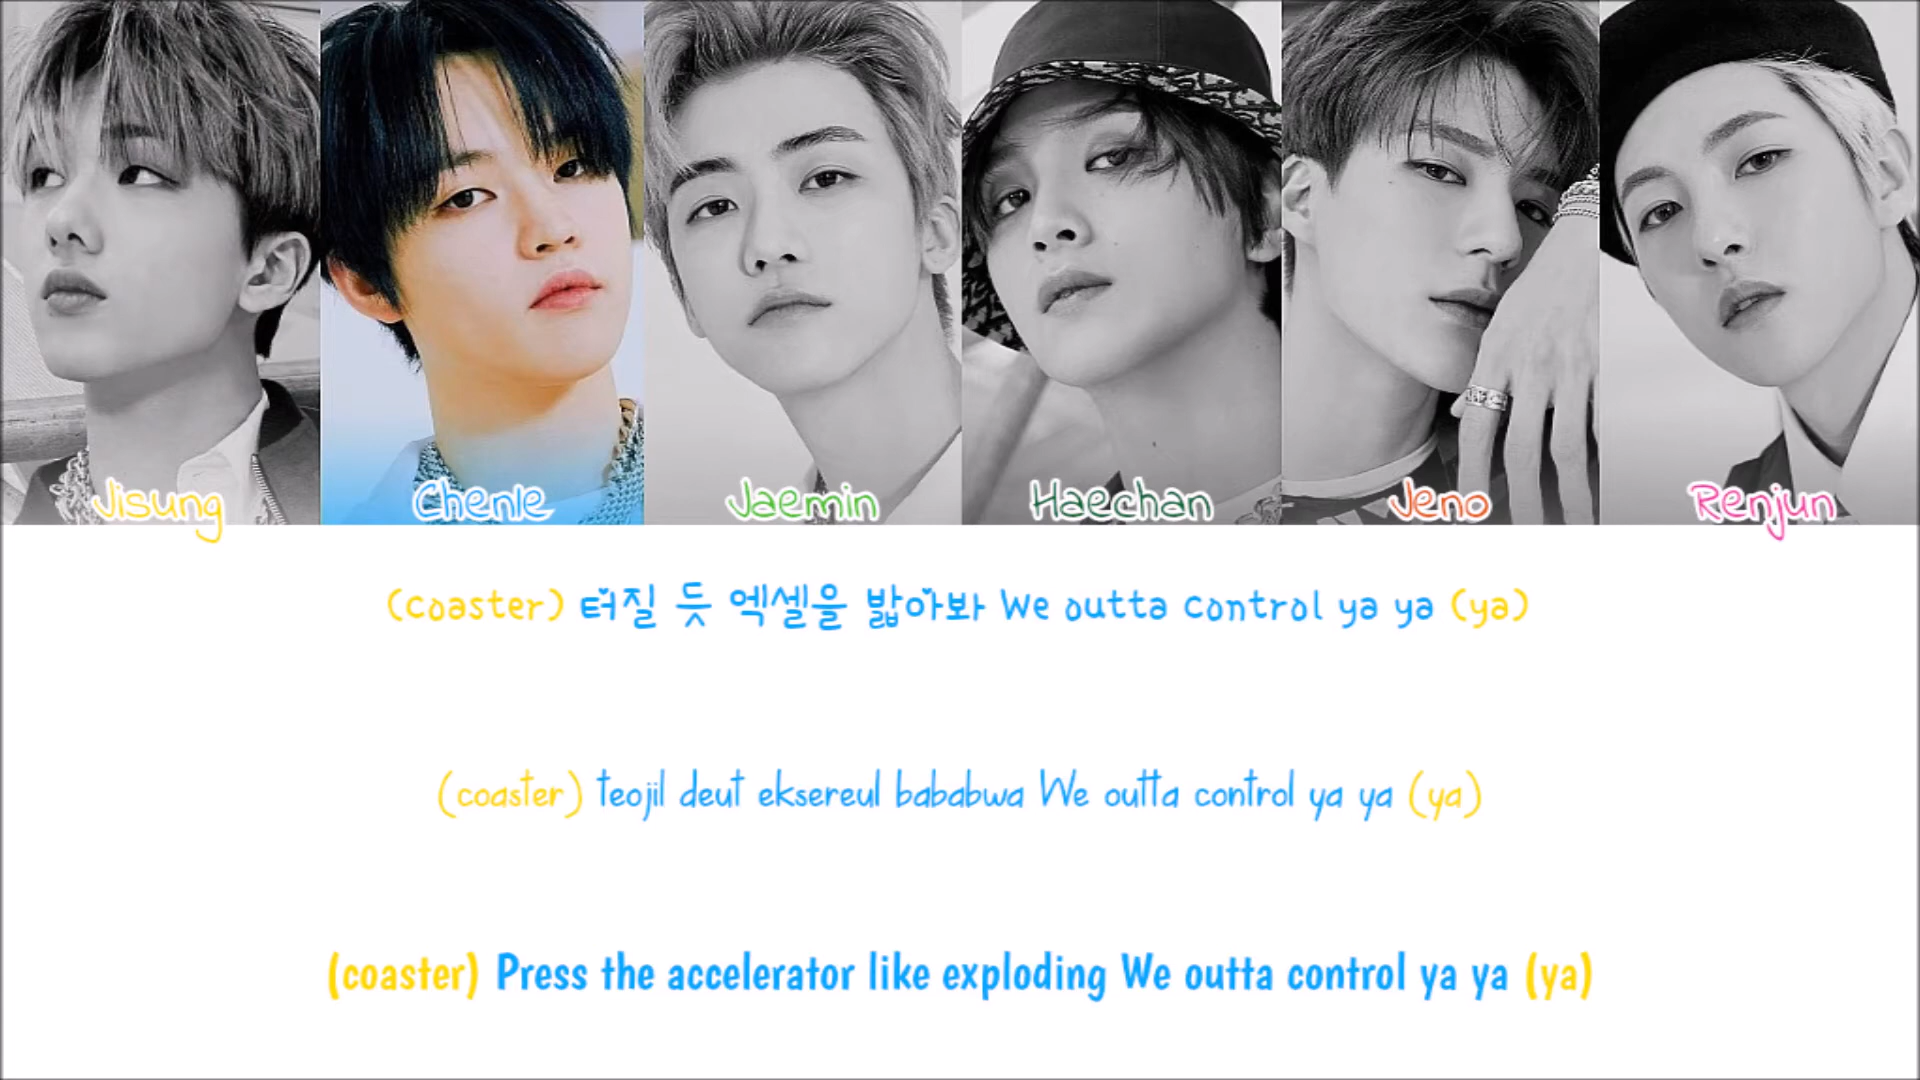 Jisung Chenle Jaemin Haechan Jeno Renjun
(coaster) 터질 듯 엑셀을 밟아봐 We outta control ya ya (ya)
(coaster) teojil deut eksereul bababwa We outta control ya ya (ya)
(coaster) Press the accelerator like exploding We outta control ya ya (ya)